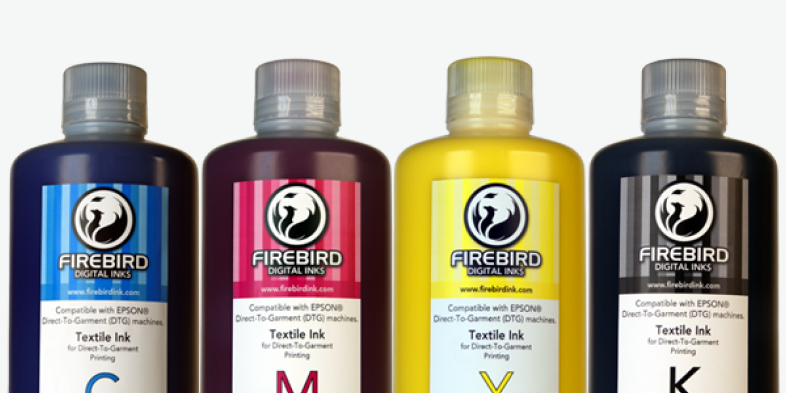 FIREBIRD
DIGITAL INKS
www.firebirdink.com
Compatible with EPSON®
Direct-To-Garment (DTG) machines.
Textile Ink
for Direct-To-Garment
Printing
C
FIREBIRD
DIGITAL INKS
www.firebirdink.com
Compatible with EPSON®
Direct-To-Garment (DTG) machines.
Textile Ink
for Direct-To-Garment
Printing
M
FIREBIRD
DIGITAL INKS
www.firebirdink.com
Compatible with EPSON®
Direct-To-Garment (DTG) machines.
Textile Ink
for Direct-To-Garment
Printing
Y
FIREBIRD
DIGITAL INKS
www.firebirdink.com
Compatible with EPSON®
Direct-To-Garment (DTG) machines.
Textile Ink
for Direct-To-Garment
Printing
K